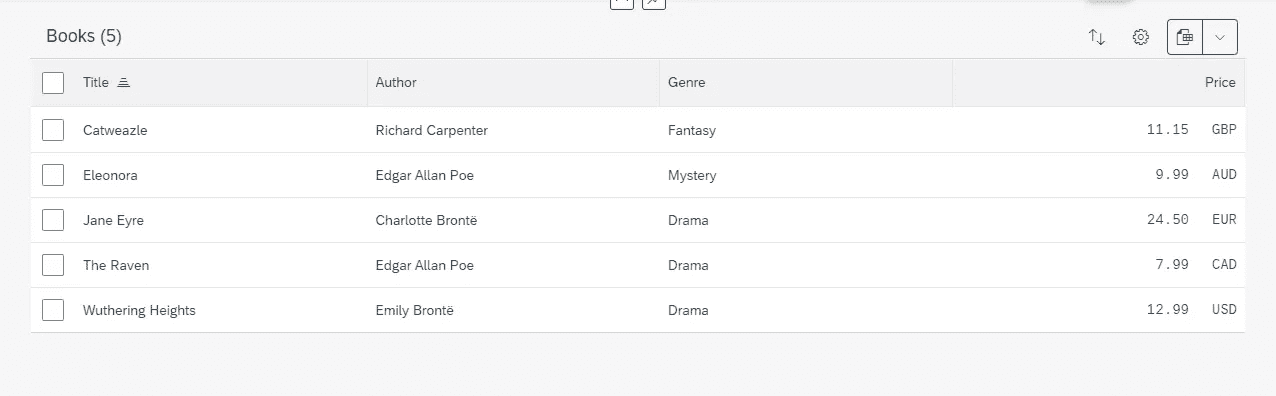 Books (5)
Title Author Genre Price
Catweazle Richard Carpenter Fantasy 11.15 GBP
Eleonora Edgar Allan Poe Mystery 9.99 AUD
Jane Eyre Charlotte Brontë Drama 24.50 EUR
The Raven Edgar Allan Poe Drama 7.99 CAD
Wuthering Heights Emily Brontë Drama 12.99 USD